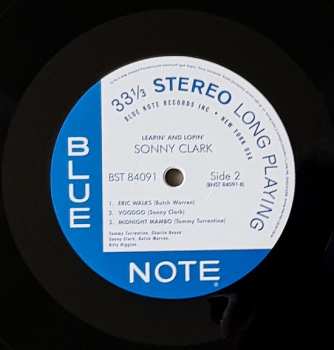 33⅓ STEREO LONG PLAYING
BLUE NOTE RECORDS INC • NEW YORK USA
LEAPIN' AND LOPIN'
SONNY CLARK
BST 84091
Side 2
(BNST 84091-B)
1. ERIC WALKS (Butch Warren)
2. VOODOO (Sonny Clark)
3. MIDNIGHT MAMBO (Tommy Turrentine)
Tommy Turrentine, Charlie Rouse
Sonny Clark, Butch Warren,
Billy Higgins.
BLUE
NOTE